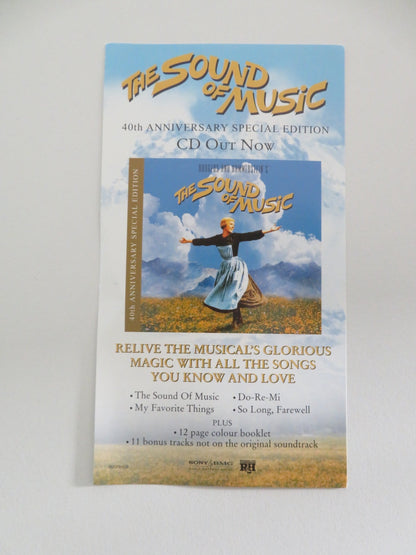 THE SOUND
OF MUSIC
40TH ANNIVERSARY SPECIAL EDITION
CD OUT NOW
40th ANNIVERSARY SPECIAL EDITION
RODGERS AND HAMMERSTEIN'S
THE SOUND
OF MUSIC
RELIVE THE MUSICAL'S GLORIOUS
MAGIC WITH ALL THE SONGS
YOU KNOW AND LOVE
• The Sound Of Music • Do-Re-Mi
• My Favorite Things • So Long, Farewell
PLUS
• 12 page colour booklet
• 11 bonus tracks not on the original soundtrack
SONY BMG
MUSIC ENTERTAINMENT
R&H